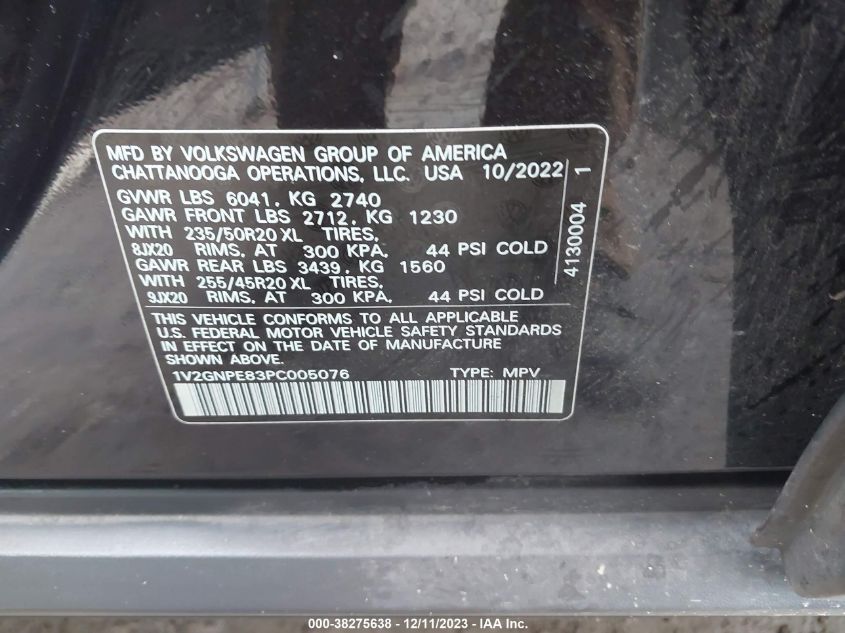 MFD BY VOLKSWAGEN GROUP OF AMERICA
CHATTANOOGA OPERATIONS, LLC. USA 10/2022
GVWR LBS 6041, KG 2740
GAWR FRONT LBS 2712, KG 1230
WITH 235/50R20 XL TIRES,
8JX20 RIMS, AT 300 KPA, 44 PSI COLD
GAWR REAR LBS 3439, KG 1560
WITH 255/45R20 XL TIRES,
9JX20 RIMS, AT 300 KPA, 44 PSI COLD
4130004 1
THIS VEHICLE CONFORMS TO ALL APPLICABLE
U.S. FEDERAL MOTOR VEHICLE SAFETY STANDARDS
IN EFFECT ON THE DATE OF MANUFACTURE
SHOWN ABOVE.
1V2GNPE83PC005076 TYPE: MPV
000-38275638 - 12/11/2023 - © IAA, Inc.